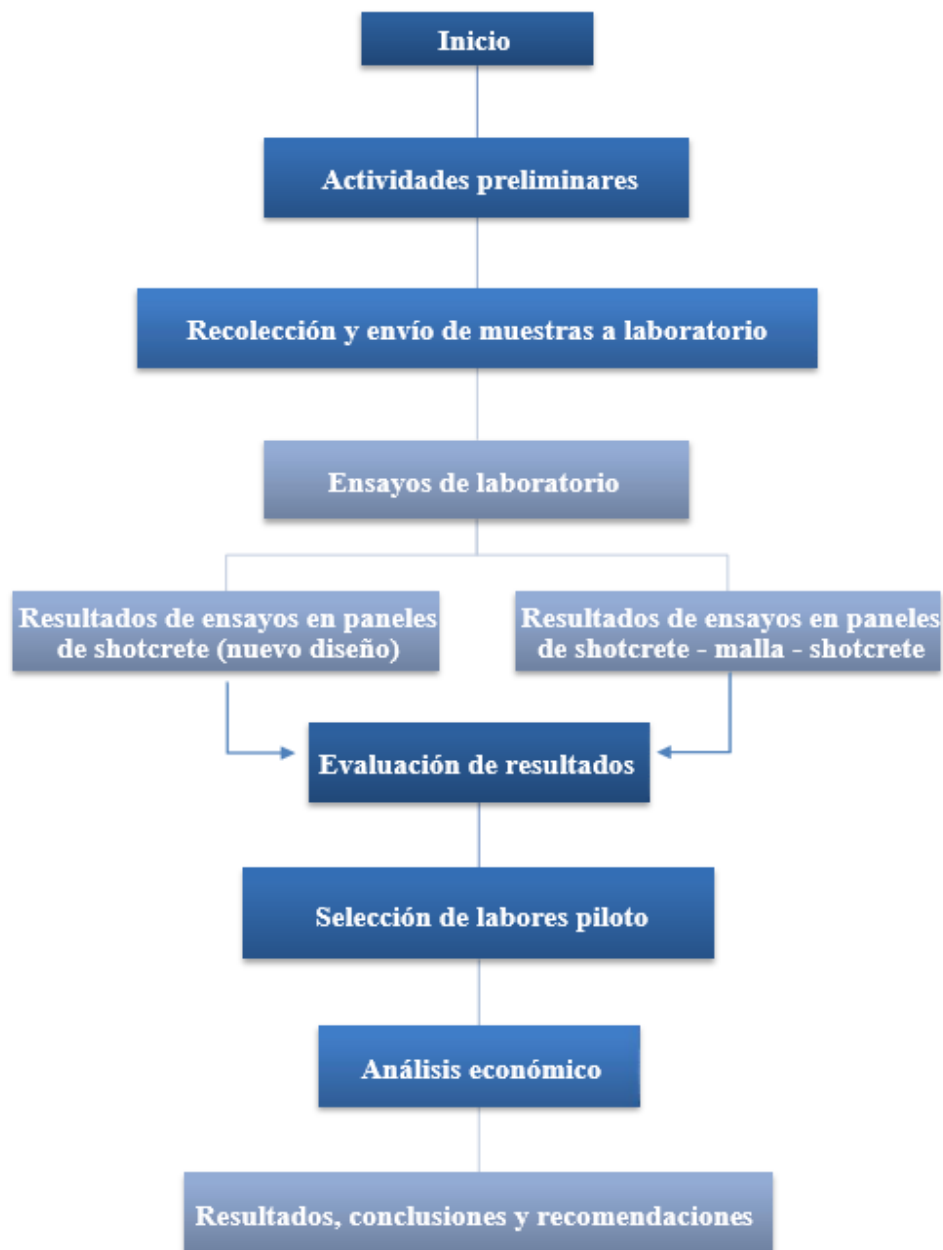 Inicio
Actividades preliminares
Recolección y envío de muestras a laboratorio
Ensayos de laboratorio
Resultados de ensayos en paneles
de shotcrete (nuevo diseño)
Resultados de ensayos en paneles
de shotcrete - malla - shotcrete
Evaluación de resultados
Selección de labores piloto
Análisis económico
Resultados, conclusiones y recomendaciones